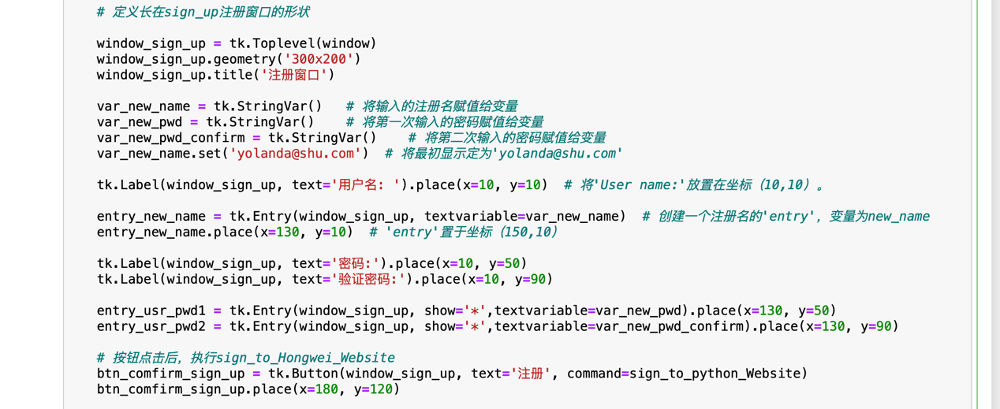 # 定义长在sign_up注册窗口的形状
window_sign_up = tk.Toplevel(window)
window_sign_up.geometry('300x200')
window_sign_up.title('注册窗口')
var_new_name = tk.StringVar()   # 将输入的注册名赋值给变量
var_new_pwd = tk.StringVar()    # 将第一次输入的密码赋值给变量
var_new_pwd_confirm = tk.StringVar()    # 将第二次输入的密码赋值给变量
var_new_name.set('yolanda@shu.com')  # 将最初显示定为'yolanda@shu.com'
tk.Label(window_sign_up, text='用户名: ').place(x=10, y=10)  # 将'User name:'放置在坐标（10,10）。
entry_new_name = tk.Entry(window_sign_up, textvariable=var_new_name)  # 创建一个注册名的'entry'，变量为new_name
entry_new_name.place(x=130, y=10)  # 'entry'置于坐标（150,10）
tk.Label(window_sign_up, text='密码:').place(x=10, y=50)
tk.Label(window_sign_up, text='验证密码:').place(x=10, y=90)
entry_usr_pwd1 = tk.Entry(window_sign_up, show='*',textvariable=var_new_pwd).place(x=130, y=50)
entry_usr_pwd2 = tk.Entry(window_sign_up, show='*',textvariable=var_new_pwd_confirm).place(x=130, y=90)
# 按钮点击后，执行sign_to_Hongwei_Website
btn_comfirm_sign_up = tk.Button(window_sign_up, text='注册', command=sign_to_python_Website)
btn_comfirm_sign_up.place(x=180, y=120)